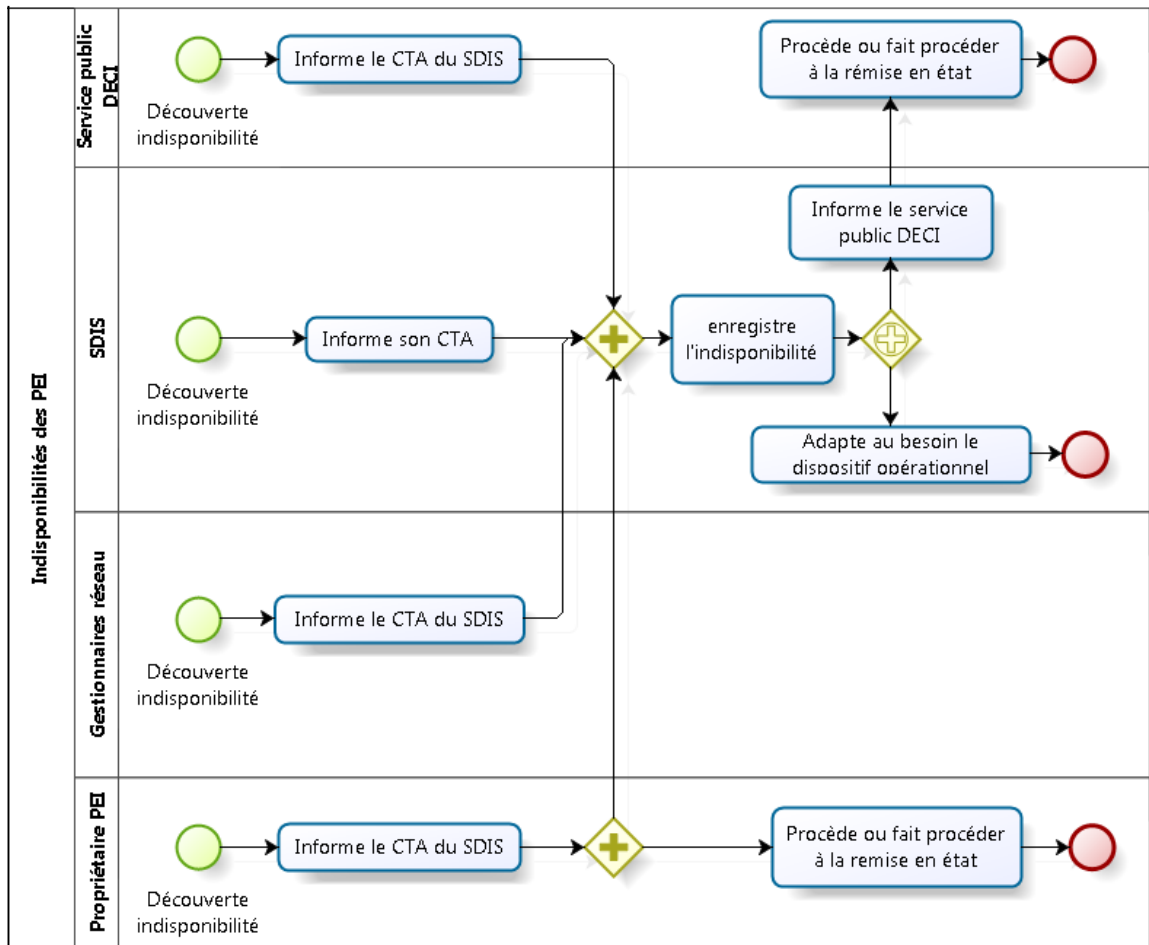 Indisponibilités des PEI
Service public
DECI
Découverte
indisponibilité
Informe le CTA du SDIS
Procède ou fait procéder
à la rémise en état
SDIS
Découverte
indisponibilité
Informe son CTA
enregistre
l'indisponibilité
Informe le service
public DECI
Adapte au besoin le
dispositif opérationnel
Gestionnaires réseau
Découverte
indisponibilité
Informe le CTA du SDIS
Propriétaire PEI
Découverte
indisponibilité
Informe le CTA du SDIS
Procède ou fait procéder
à la remise en état